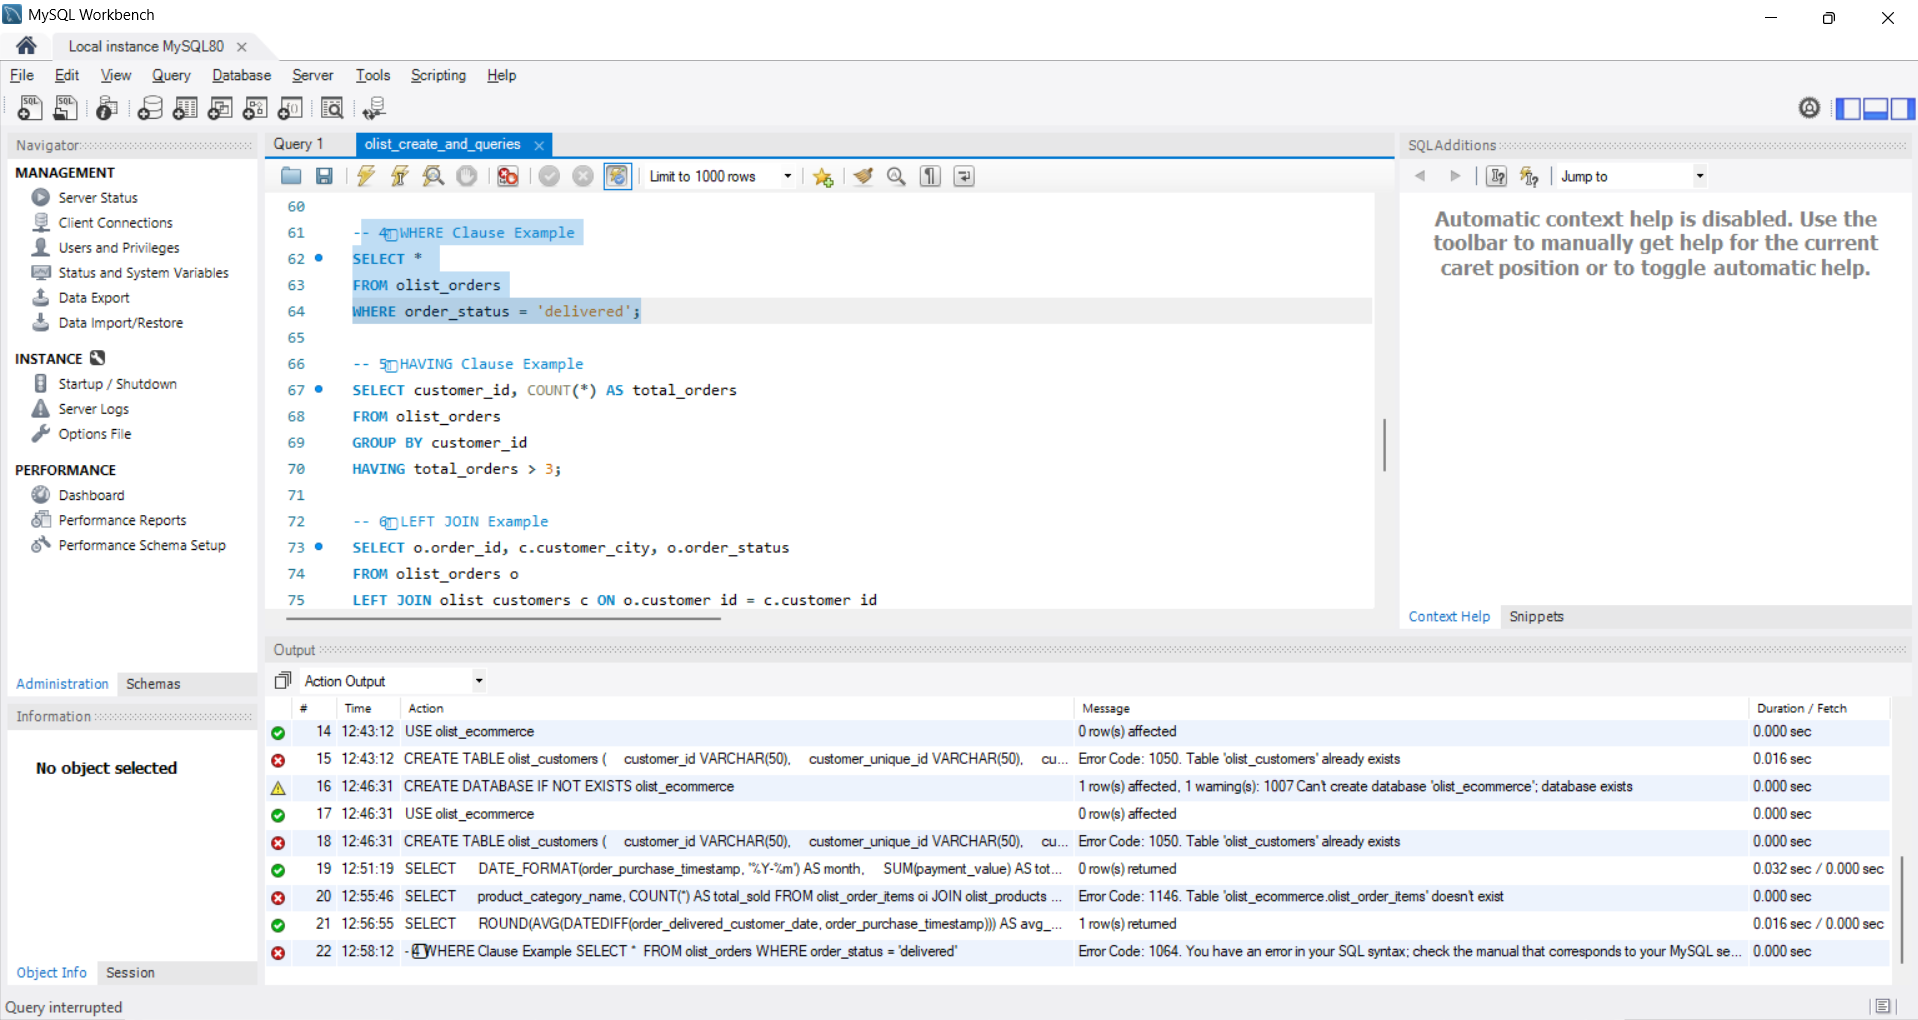 MySQL Workbench
Local instance MySQL80
File Edit View Query Database Server Tools Scripting Help
Navigator
MANAGEMENT
Server Status
Client Connections
Users and Privileges
Status and System Variables
Data Export
Data Import/Restore
INSTANCE
Startup / Shutdown
Server Logs
Options File
PERFORMANCE
Dashboard
Performance Reports
Performance Schema Setup
Administration Schemas
Information
No object selected
Object Info Session
Query 1 olist_create_and_queries
Limit to 1000 rows
60
61 -- 4 WHERE Clause Example
62 SELECT *
63 FROM olist_orders
64 WHERE order_status = 'delivered';
65
66 -- 5 HAVING Clause Example
67 SELECT customer_id, COUNT(*) AS total_orders
68 FROM olist_orders
69 GROUP BY customer_id
70 HAVING total_orders > 3;
71
72 -- 6 LEFT JOIN Example
73 SELECT o.order_id, c.customer_city, o.order_status
74 FROM olist_orders o
75 LEFT JOIN olist_customers c ON o.customer_id = c.customer_id
SQLAdditions
Jump to
Automatic context help is disabled. Use the
toolbar to manually get help for the current
caret position or to toggle automatic help.
Context Help Snippets
Output
Action Output
# Time Action Message Duration / Fetch
14 12:43:12 USE olist_ecommerce 0 row(s) affected 0.000 sec
15 12:43:12 CREATE TABLE olist_customers ( customer_id VARCHAR(50), customer_unique_id VARCHAR(50), cu... Error Code: 1050. Table 'olist_customers' already exists 0.016 sec
16 12:46:31 CREATE DATABASE IF NOT EXISTS olist_ecommerce 1 row(s) affected, 1 warning(s): 1007 Can't create database 'olist_ecommerce'; database exists 0.000 sec
17 12:46:31 USE olist_ecommerce 0 row(s) affected 0.000 sec
18 12:46:31 CREATE TABLE olist_customers ( customer_id VARCHAR(50), customer_unique_id VARCHAR(50), cu... Error Code: 1050. Table 'olist_customers' already exists 0.000 sec
19 12:51:19 SELECT DATE_FORMAT(order_purchase_timestamp, '%Y-%m') AS month, SUM(payment_value) AS tot... 0 row(s) returned 0.032 sec / 0.000 sec
20 12:55:46 SELECT product_category_name, COUNT(*) AS total_sold FROM olist_order_items oi JOIN olist_products ... Error Code: 1146. Table 'olist_ecommerce.olist_order_items' doesn't exist 0.000 sec
21 12:56:55 SELECT ROUND(AVG(DATEDIFF(order_delivered_customer_date, order_purchase_timestamp))) AS avg_... 1 row(s) returned 0.016 sec / 0.000 sec
22 12:58:12 - 4 WHERE Clause Example SELECT * FROM olist_orders WHERE order_status = 'delivered' Error Code: 1064. You have an error in your SQL syntax; check the manual that corresponds to your MySQL se... 0.000 sec
Query interrupted